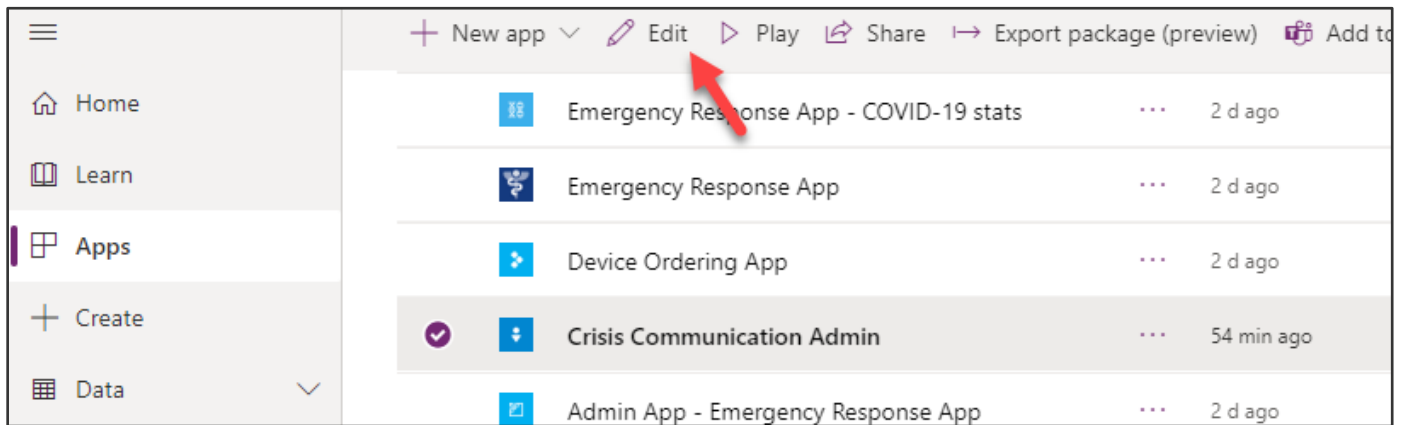 New app
Edit
Play
Share
Export package (preview)
Add to
Home
Learn
Apps
Create
Data
Emergency Response App - COVID-19 stats ... 2 d ago
Emergency Response App ... 2 d ago
Device Ordering App ... 2 d ago
Crisis Communication Admin ... 54 min ago
Admin App - Emergency Response App ... 2 d ago